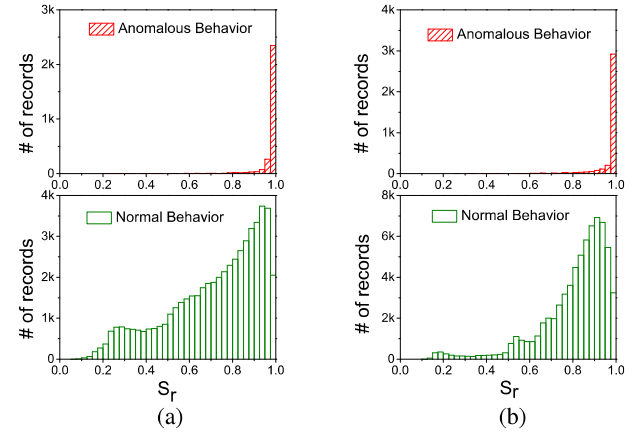 3k
2k
1k
0
# of records
Anomalous Behavior
0.0 0.2 0.4 0.6 0.8 1.0
4k
3k
2k
1k
0
# of records
Normal Behavior
0.0 0.2 0.4 0.6 0.8 1.0
Sr
(a)
4k
3k
2k
1k
0
# of records
Anomalous Behavior
0.0 0.2 0.4 0.6 0.8 1.0
8k
6k
4k
2k
0
# of records
Normal Behavior
0.0 0.2 0.4 0.6 0.8 1.0
Sr
(b)